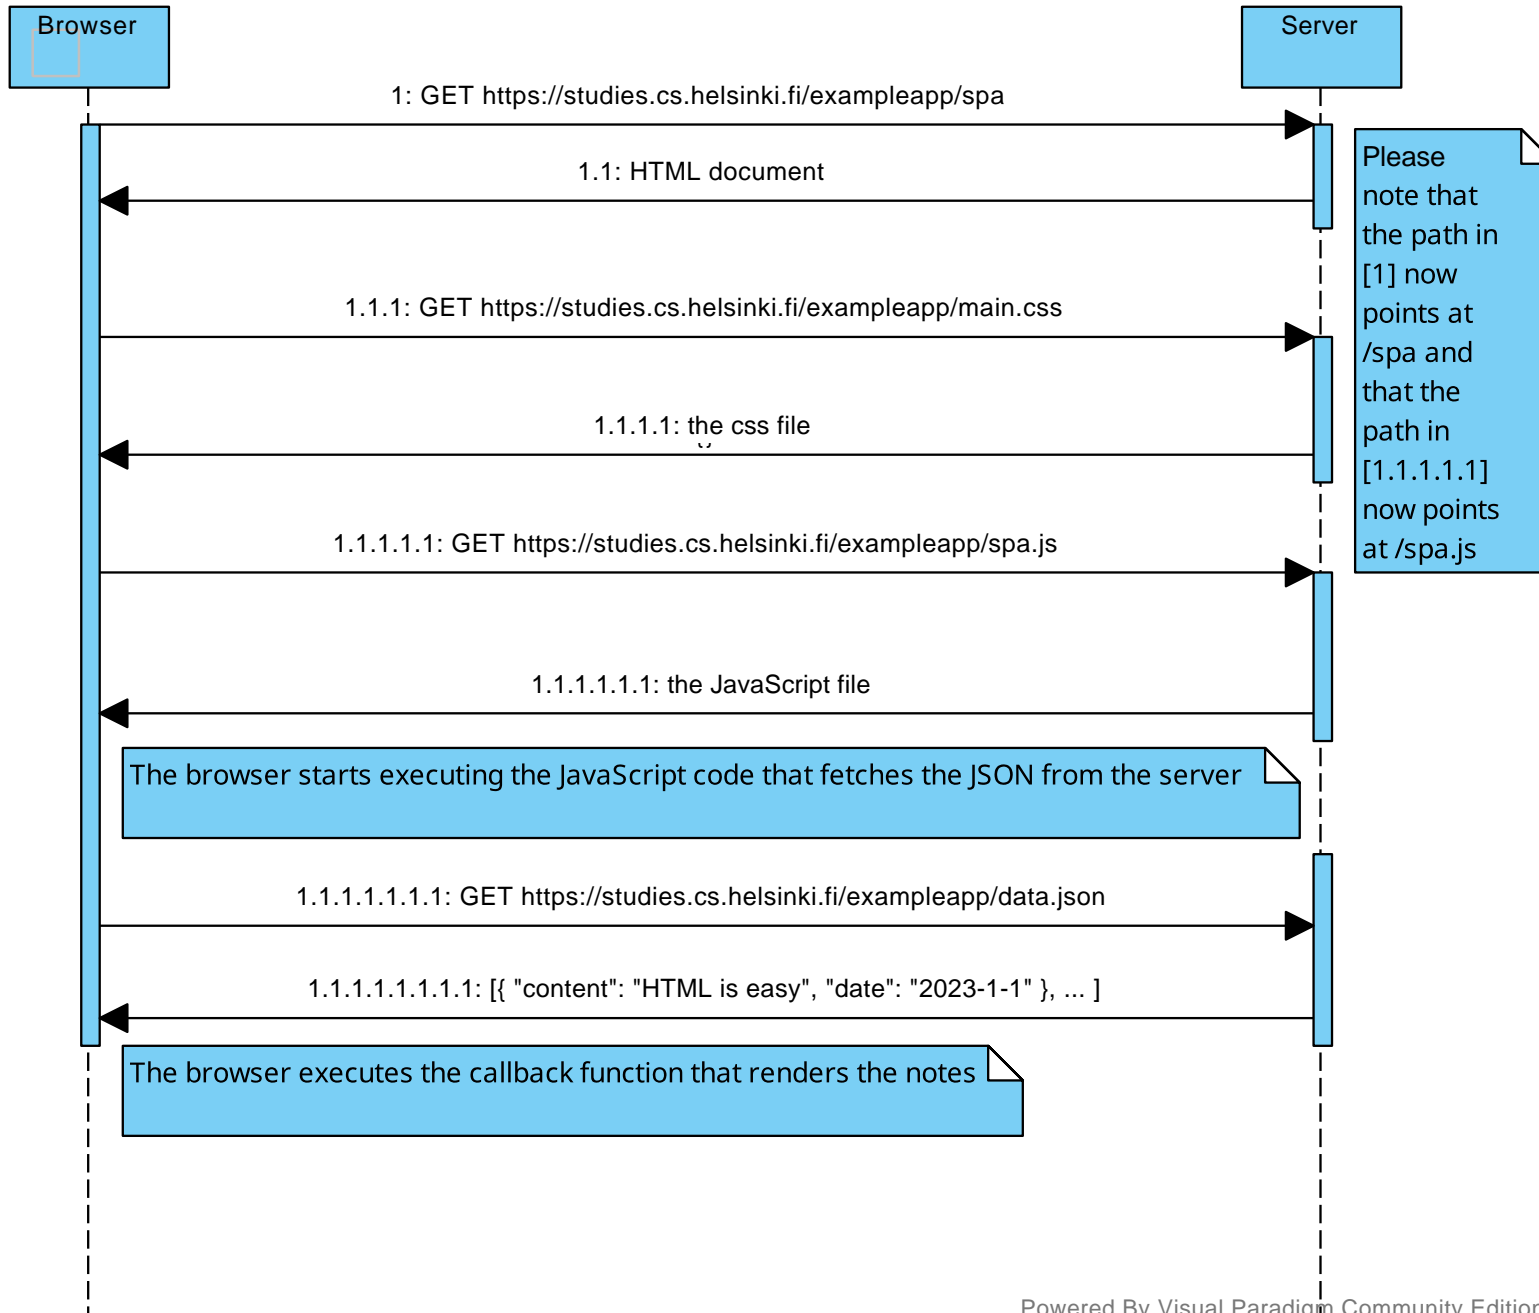 Browser
Server
1: GET https://studies.cs.helsinki.fi/exampleapp/spa
1.1: HTML document
Please
note that
the path in
[1] now
points at
/spa and
that the
path in
[1.1.1.1.1]
now points
at /spa.js
1.1.1: GET https://studies.cs.helsinki.fi/exampleapp/main.css
1.1.1.1: the css file
1.1.1.1.1: GET https://studies.cs.helsinki.fi/exampleapp/spa.js
1.1.1.1.1.1: the JavaScript file
The browser starts executing the JavaScript code that fetches the JSON from the server
1.1.1.1.1.1.1: GET https://studies.cs.helsinki.fi/exampleapp/data.json
1.1.1.1.1.1.1.1: [{ "content": "HTML is easy", "date": "2023-1-1" }, ... ]
The browser executes the callback function that renders the notes
Powered By Visual Paradigm Community Edition